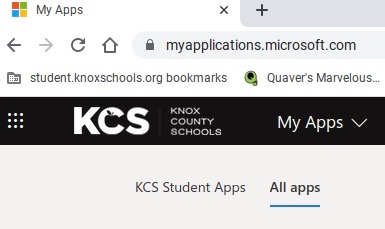 My Apps
myapplications.microsoft.com
student.knoxschools.org bookmarks Quaver's Marvelous...
KCS KNOX COUNTY SCHOOLS My Apps
KCS Student Apps All apps